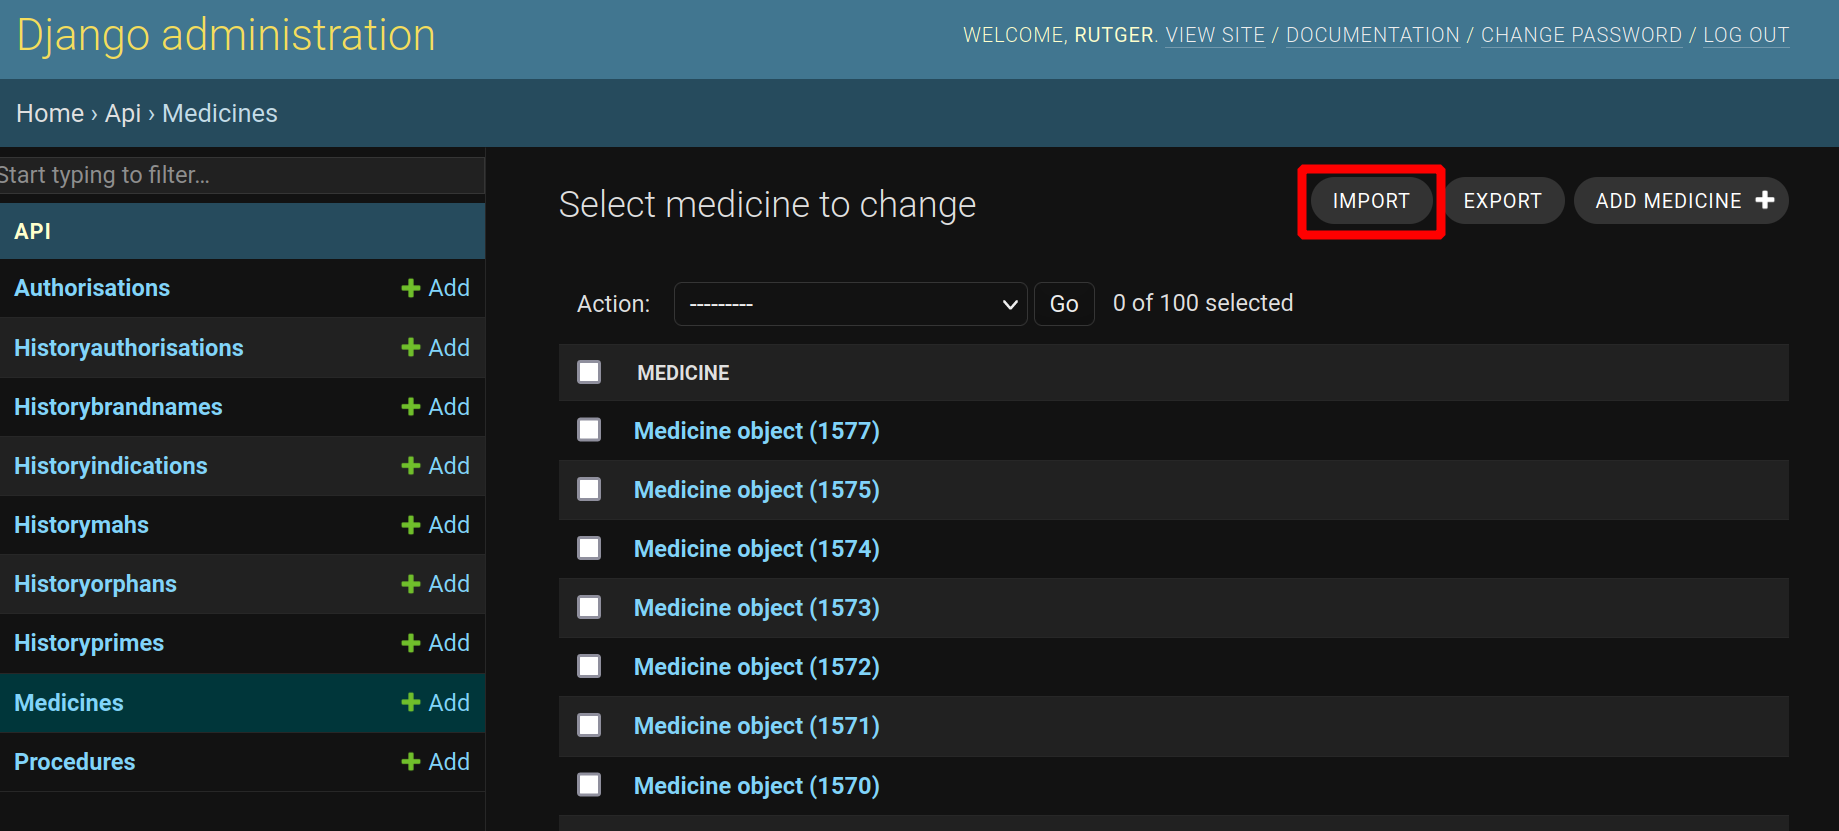 Django administration
WELCOME, RUTGER. VIEW SITE / DOCUMENTATION / CHANGE PASSWORD / LOG OUT
Home › Api › Medicines
Start typing to filter...
Select medicine to change
IMPORT
EXPORT
ADD MEDICINE
API
Authorisations Add
Historyauthorisations Add
Historybrandnames Add
Historyindications Add
Historymahs Add
Historyorphans Add
Historyprimes Add
Medicines Add
Procedures Add
Action: --------- Go 0 of 100 selected
MEDICINE
Medicine object (1577)
Medicine object (1575)
Medicine object (1574)
Medicine object (1573)
Medicine object (1572)
Medicine object (1571)
Medicine object (1570)